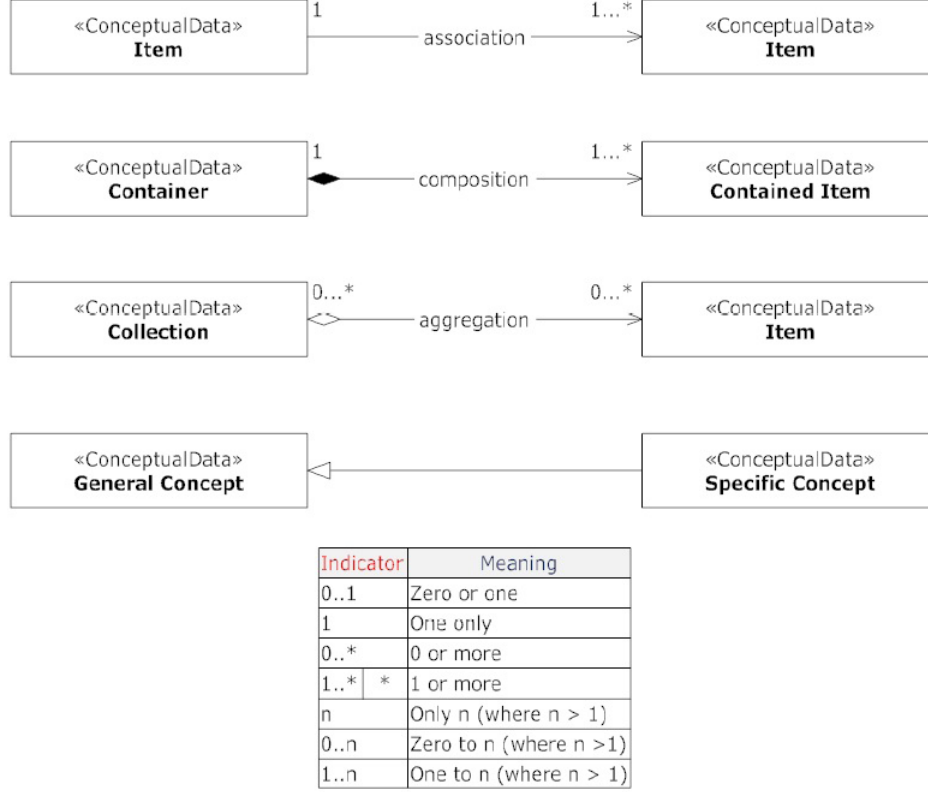 1 1...*
«ConceptualData» «ConceptualData»
Item association Item
1 1...*
«ConceptualData» «ConceptualData»
Container composition Contained Item
0...* 0...*
«ConceptualData» «ConceptualData»
Collection aggregation Item
«ConceptualData» «ConceptualData»
General Concept Specific Concept
Indicator Meaning
0..1 Zero or one
1 One only
0..* 0 or more
1..* * 1 or more
n Only n (where n > 1)
0..n Zero to n (where n >1)
1..n One to n (where n > 1)